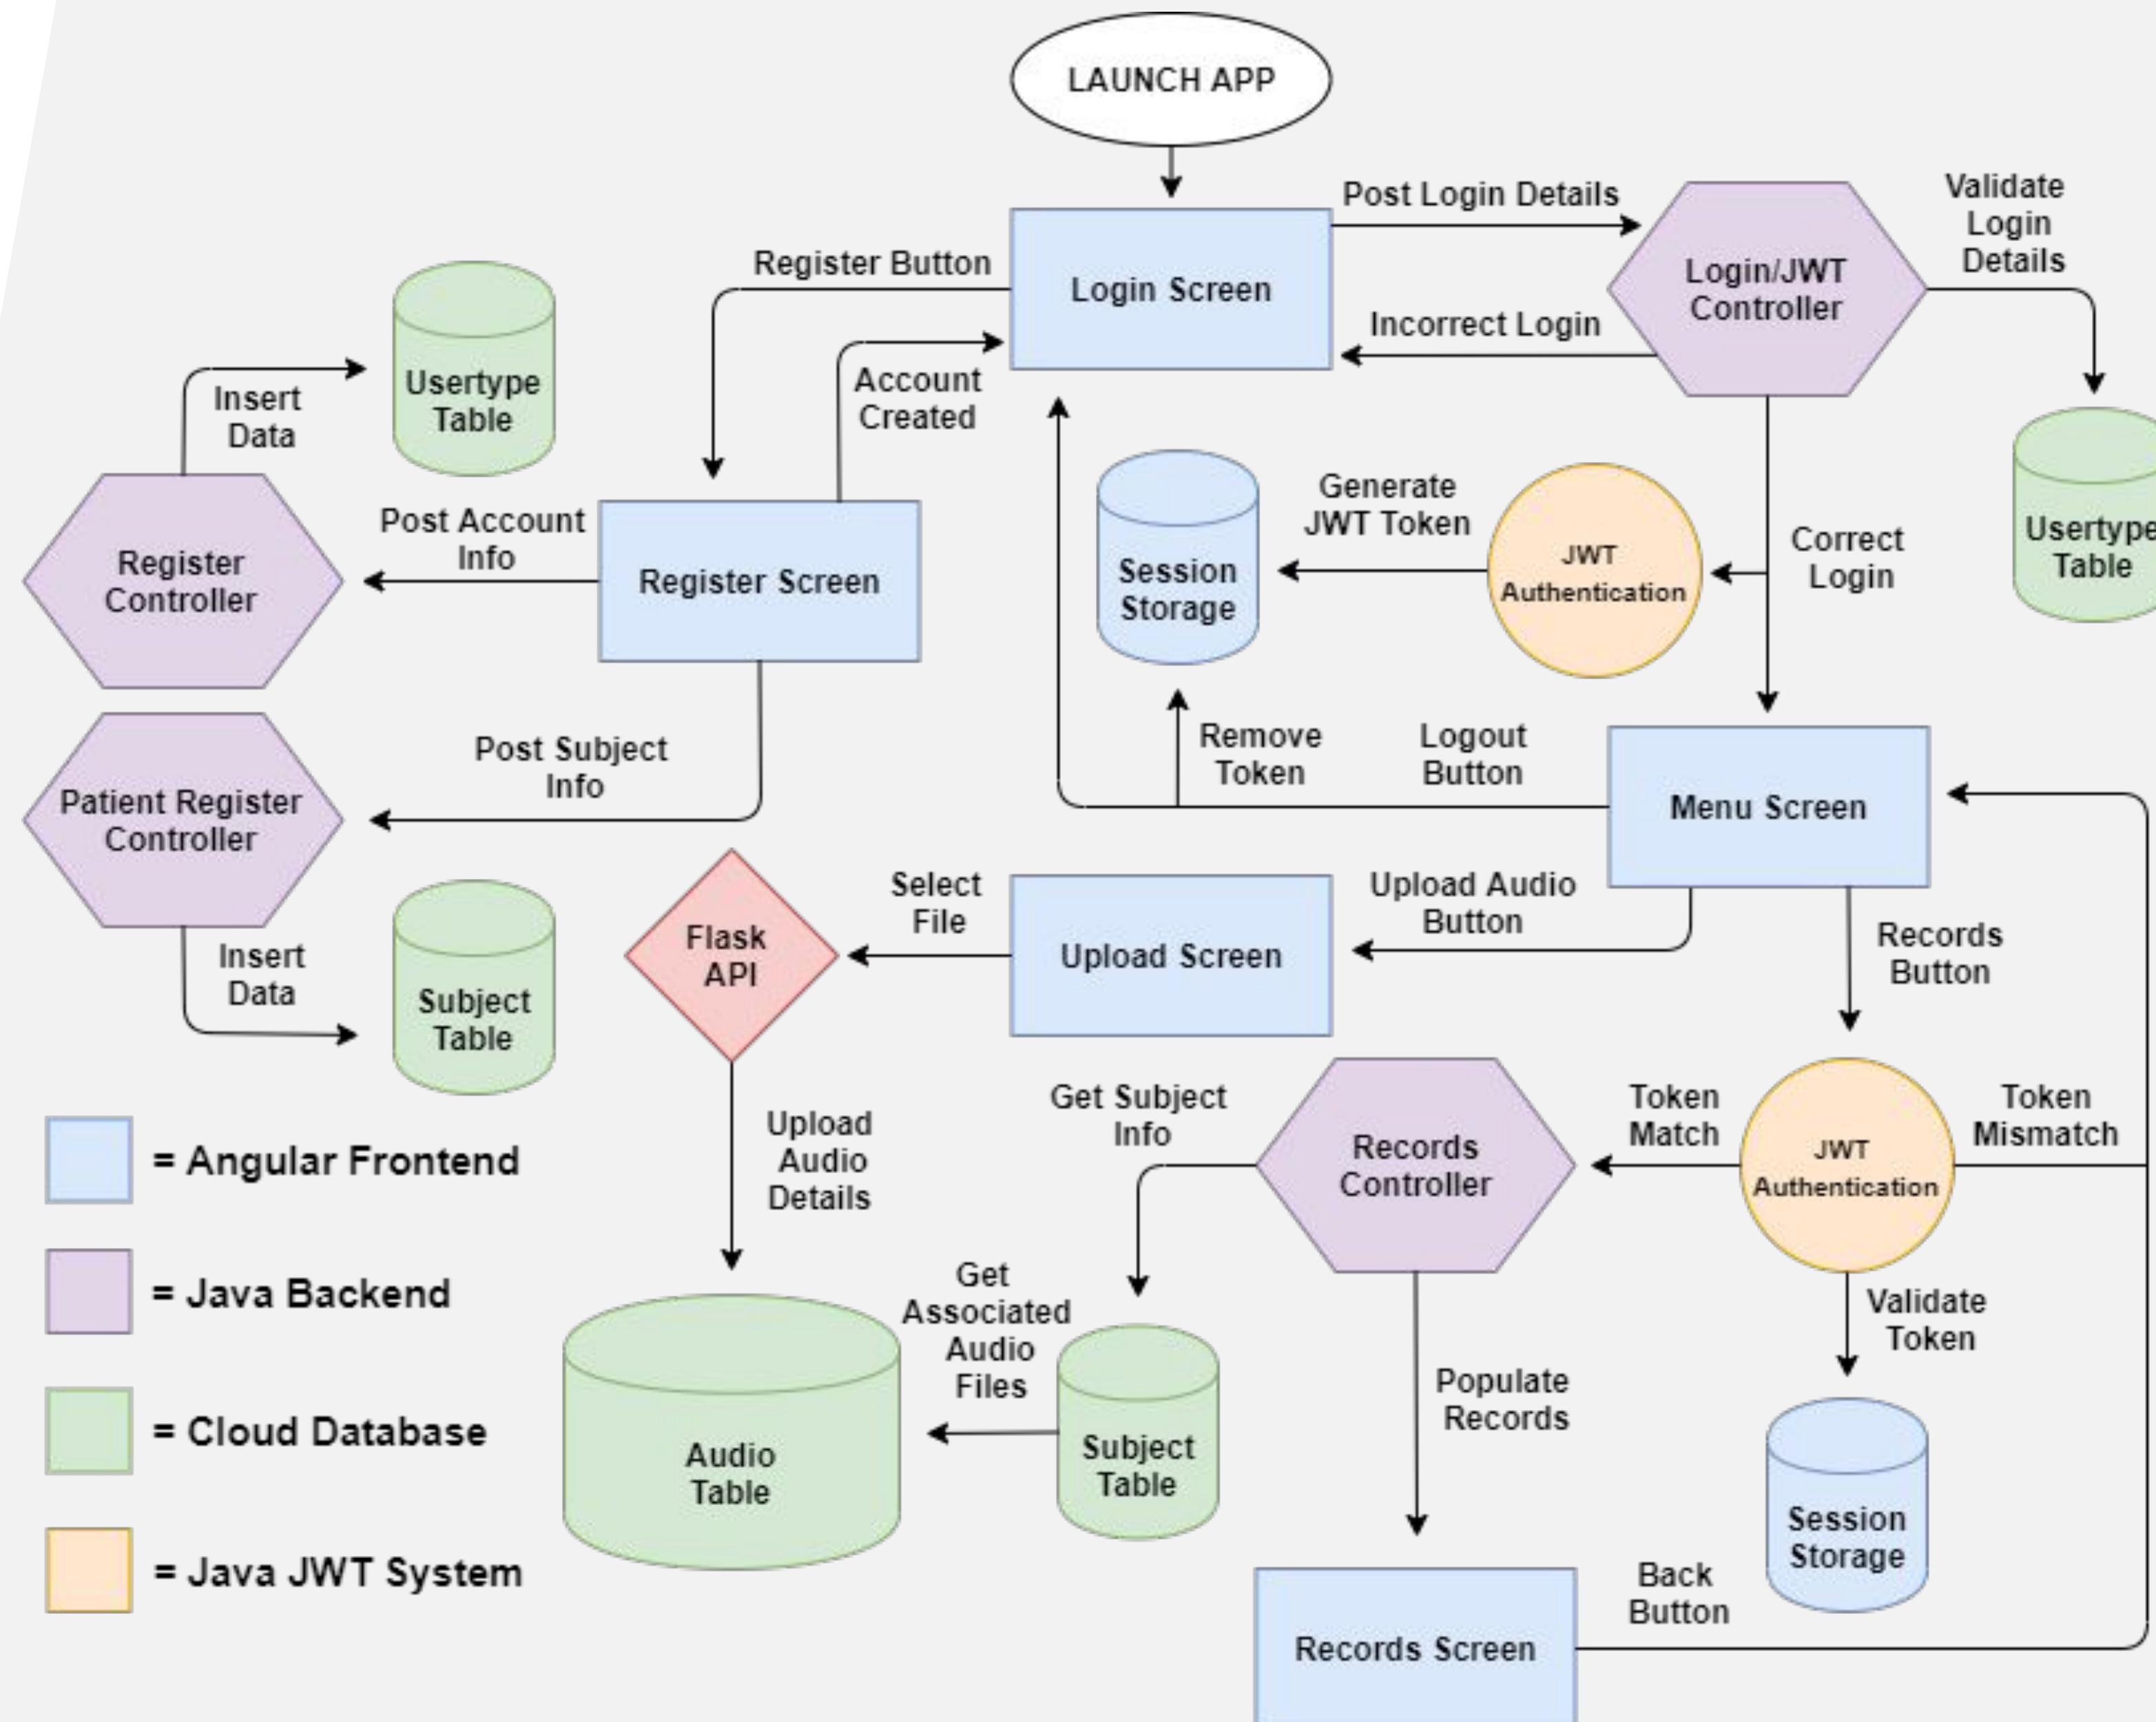 LAUNCH APP
Post Login Details
Validate
Login
Details
Register Button
Login Screen
Login/JWT
Controller
Incorrect Login
Account
Created
Usertype
Table
Insert
Data
Generate
JWT Token
Post Account
Info
Register
Controller
Register Screen
Session
Storage
JWT
Authentication
Correct
Login
Usertype
Table
Post Subject
Info
Remove
Token
Logout
Button
Patient Register
Controller
Menu Screen
Select
File
Upload Audio
Button
Flask
API
Upload Screen
Records
Button
Insert
Data
Subject
Table
Get Subject
Info
Token
Match
Token
Mismatch
Upload
Audio
Details
Records
Controller
JWT
Authentication
= Angular Frontend
= Java Backend
= Cloud Database
= Java JWT System
Get
Associated
Audio
Files
Validate
Token
Populate
Records
Audio
Table
Subject
Table
Session
Storage
Back
Button
Records Screen